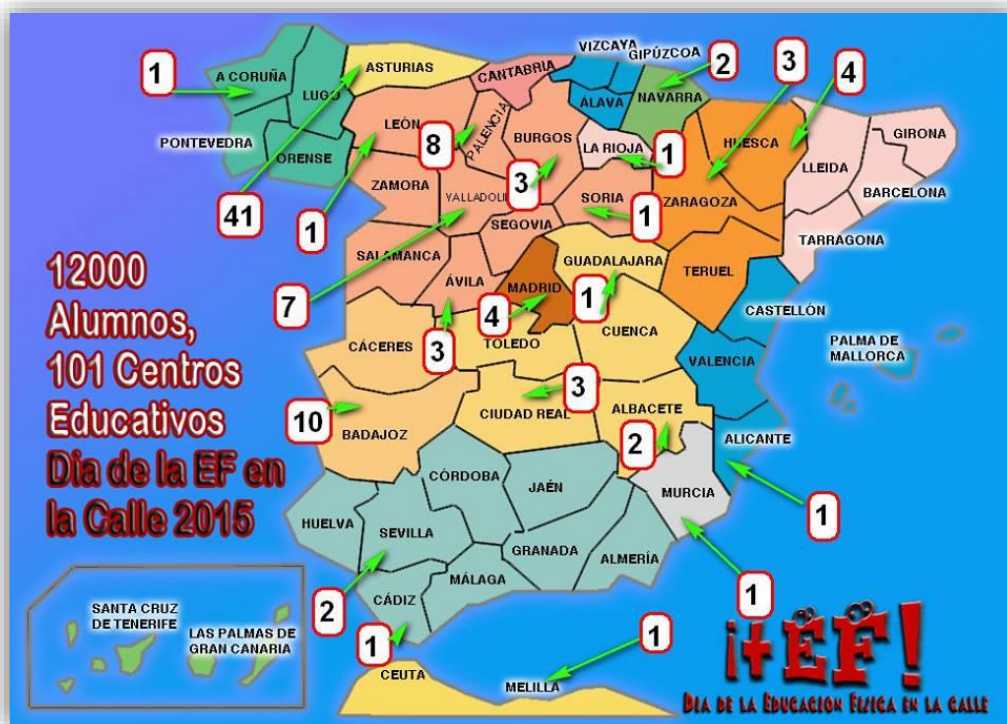 VIZCAYA
GIPÚZCOA
1
A CORUÑA
LUGO
ASTURIAS
CANTABRIA
ÁLAVA
NAVARRA
2
3
4
PONTEVEDRA
ORENSE
LEÓN
8
PALENCIA
BURGOS
LA RIOJA
1
HUESCA
LLEIDA
GIRONA
BARCELONA
ZAMORA
3
41
1
VALLADOLID
SEGOVIA
SORIA
1
ZARAGOZA
TARRAGONA
SALAMANCA
ÁVILA
MADRID
GUADALAJARA
TERUEL
7
3
4
1
CASTELLÓN
12000
Alumnos,
101 Centros
Educativos
Dia de la EF en
la Calle 2015
CÁCERES
TOLEDO
CUENCA
VALENCIA
PALMA DE
MALLORCA
10
BADAJOZ
CIUDAD REAL
3
ALBACETE
2
ALICANTE
MURCIA
1
HUELVA
SEVILLA
CÓRDOBA
JAÉN
GRANADA
ALMERÍA
2
CÁDIZ
MÁLAGA
1
1
1
SANTA CRUZ
DE TENERIFE
LAS PALMAS DE
GRAN CANARIA
CEUTA
MELILLA
¡+EF!
DIA DE LA EDUCACION FISICA EN LA CALLE